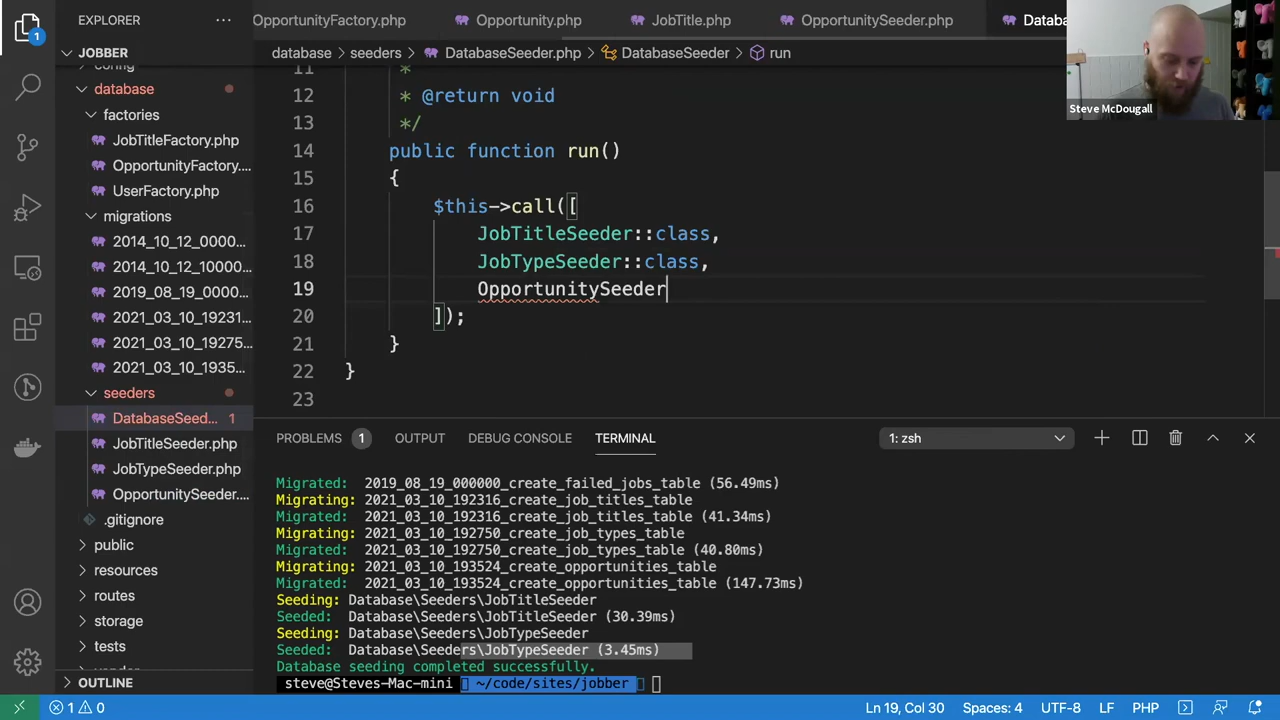 EXPLORER
OpportunityFactory.php
Opportunity.php
JobTitle.php
OpportunitySeeder.php
Datab
Steve McDougall
JOBBER
database > seeders > DatabaseSeeder.php > DatabaseSeeder > run
config
database
factories
JobTitleFactory.php
OpportunityFactory....
UserFactory.php
migrations
2014_10_12_0000...
2014_10_12_10000...
2019_08_19_0000...
2021_03_10_19231...
2021_03_10_19275...
2021_03_10_1935...
seeders
DatabaseSeed... 1
JobTitleSeeder.php
JobTypeSeeder.php
OpportunitySeeder....
.gitignore
public
resources
routes
storage
tests
vendor
OUTLINE
11 *
12 * @return void
13 */
14 public function run()
15 {
16 $this->call([
17 JobTitleSeeder::class,
18 JobTypeSeeder::class,
19 OpportunitySeeder
20 ]);
21 }
22 }
23
PROBLEMS 1 OUTPUT DEBUG CONSOLE TERMINAL 1: zsh
Migrated: 2019_08_19_000000_create_failed_jobs_table (56.49ms)
Migrating: 2021_03_10_192316_create_job_titles_table
Migrated: 2021_03_10_192316_create_job_titles_table (41.34ms)
Migrating: 2021_03_10_192750_create_job_types_table
Migrated: 2021_03_10_192750_create_job_types_table (40.80ms)
Migrating: 2021_03_10_193524_create_opportunities_table
Migrated: 2021_03_10_193524_create_opportunities_table (147.73ms)
Seeding: Database\Seeders\JobTitleSeeder
Seeded: Database\Seeders\JobTitleSeeder (30.39ms)
Seeding: Database\Seeders\JobTypeSeeder
Seeded: Database\Seeders\JobTypeSeeder (3.45ms)
Database seeding completed successfully.
steve@Steves-Mac-mini ~/code/sites/jobber
1 0 Ln 19, Col 30 Spaces: 4 UTF-8 LF PHP